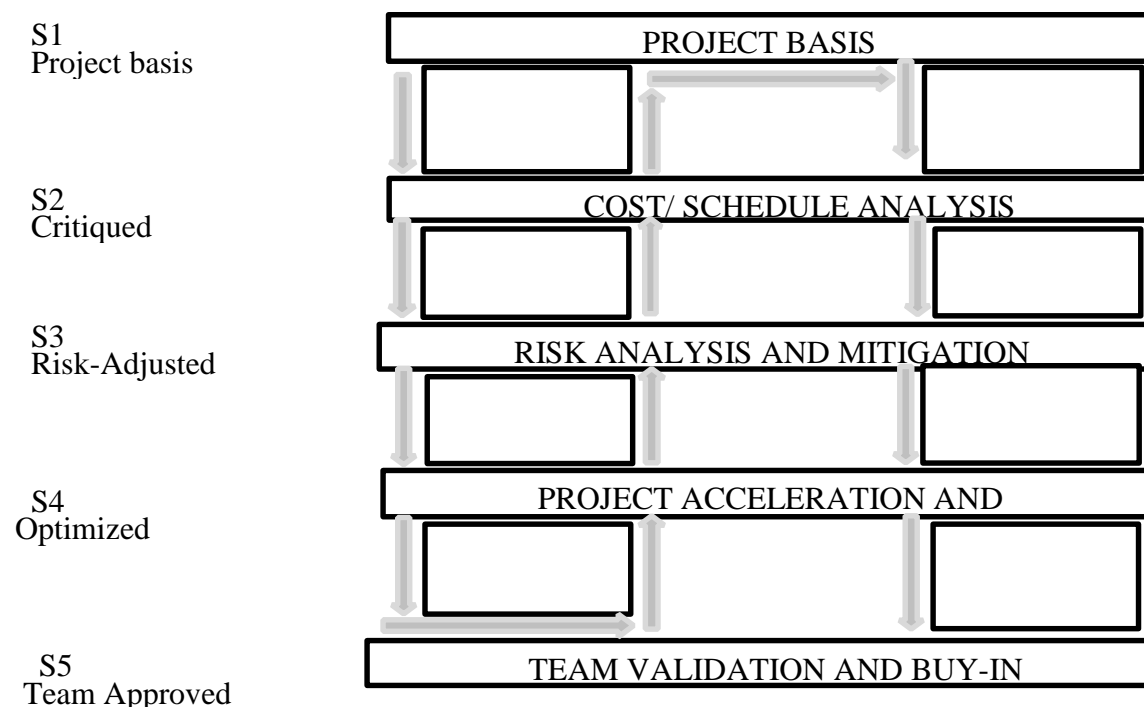 S1
Project basis
PROJECT BASIS
S2
Critiqued
COST/ SCHEDULE ANALYSIS
S3
Risk-Adjusted
RISK ANALYSIS AND MITIGATION
S4
Optimized
PROJECT ACCELERATION AND
S5
Team Approved
TEAM VALIDATION AND BUY-IN